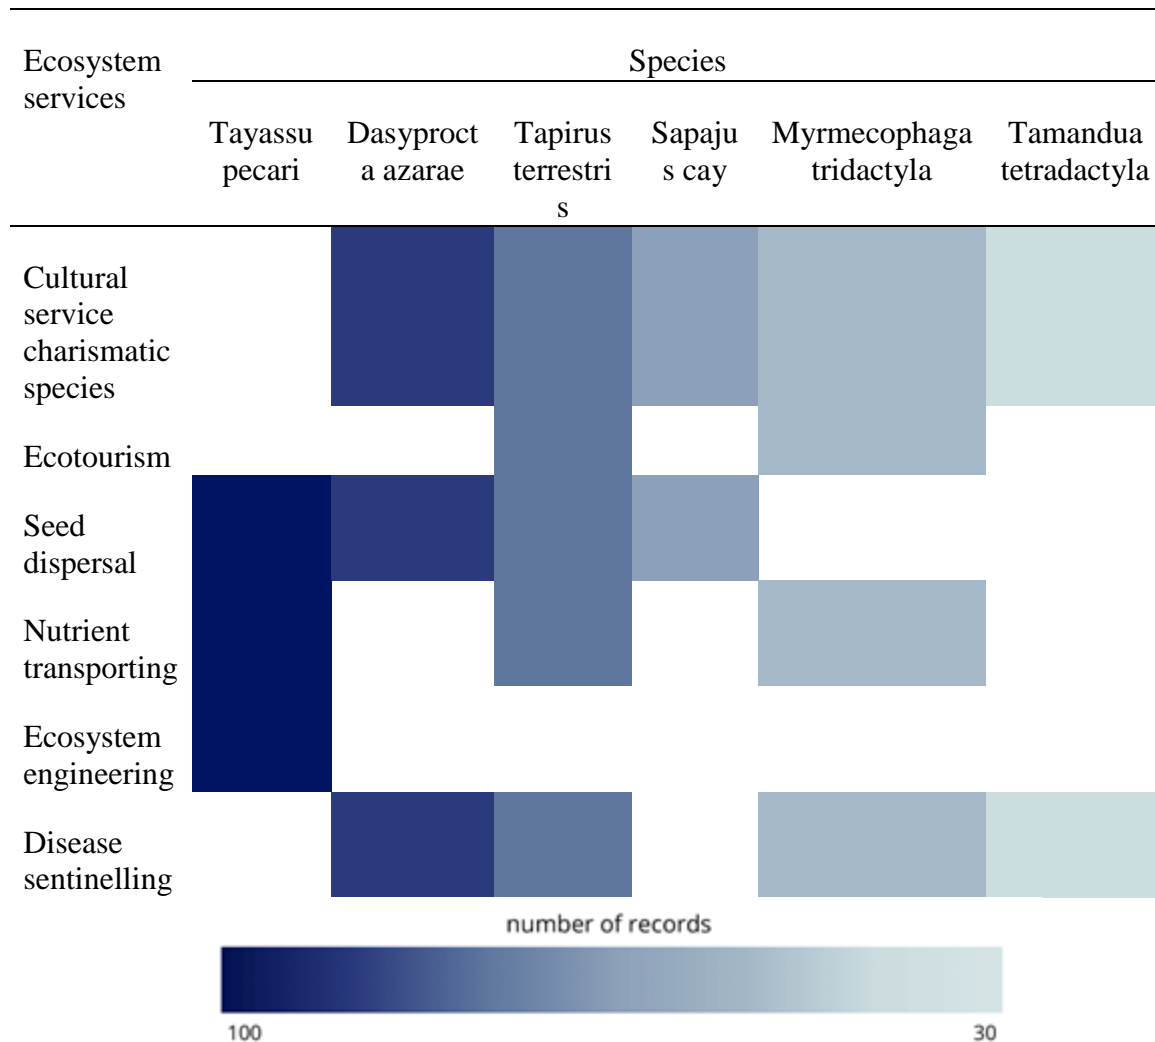 Ecosystem
services
Species
Tayassu
pecari
Dasyproct
a azarae
Tapirus
terrestri
s
Sapaju
s cay
Myrmecophaga
tridactyla
Tamandua
tetradactyla
Cultural
service
charismatic
species
Ecotourism
Seed
dispersal
Nutrient
transporting
Ecosystem
engineering
Disease
sentinelling
number of records
100
30